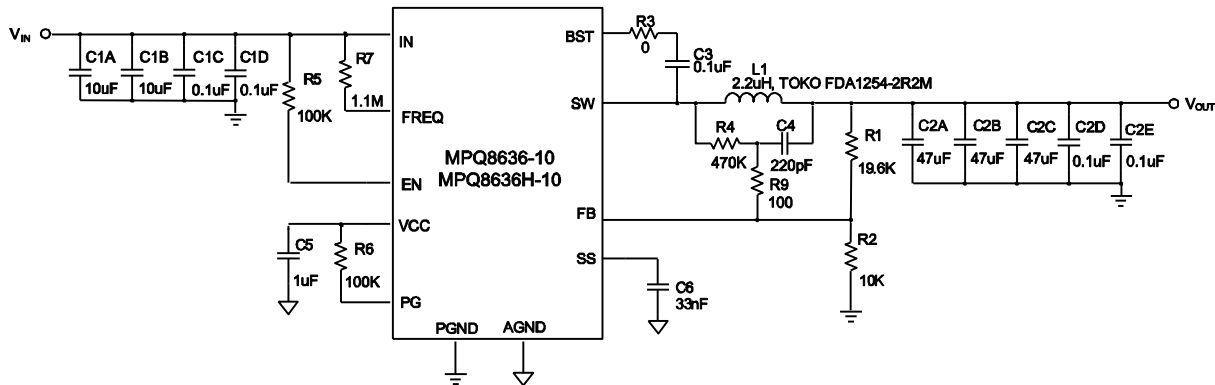 VIN
C1A
10uF
C1B
10uF
C1C
0.1uF
C1D
0.1uF
R5
100K
R7
1.1M
IN
FREQ
EN
VCC
PG
PGND
AGND
MPQ8636-10
MPQ8636H-10
BST
SW
FB
SS
C5
1uF
R6
100K
R3
0
C3
0.1uF
L1
2.2uH, TOKO FDA1254-2R2M
R4
470K
C4
220pF
R9
100
R1
19.6K
R2
10K
C6
33nF
C2A
47uF
C2B
47uF
C2C
47uF
C2D
0.1uF
C2E
0.1uF
VOUT